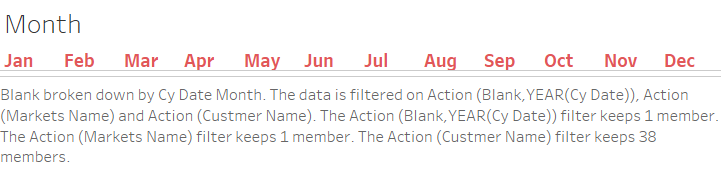 Month
Jan Feb Mar Apr May Jun Jul Aug Sep Oct Nov Dec
Blank broken down by Cy Date Month. The data is filtered on Action (Blank,YEAR(Cy Date)), Action
(Markets Name) and Action (Custmer Name). The Action (Blank,YEAR(Cy Date)) filter keeps 1 member.
The Action (Markets Name) filter keeps 1 member. The Action (Custmer Name) filter keeps 38
members.